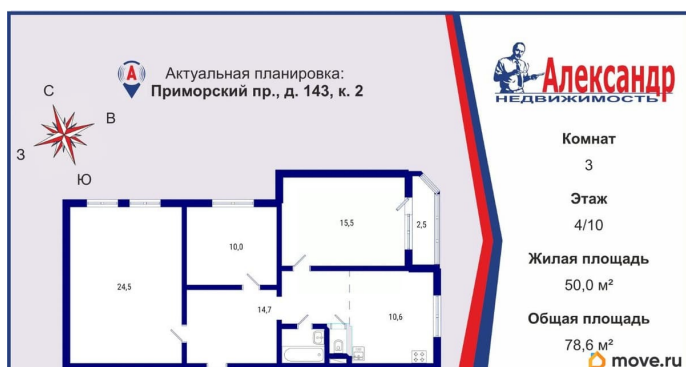 Актуальная планировка:
Приморский пр., д. 143, к. 2
С
В
З
Ю
А
Александр
НЕДВИЖИМОСТЬ
Комнат
3
Этаж
4/10
Жилая площадь
50,0 м²
Общая площадь
78,6 м²
15,5
2,5
10,0
24,5
14,7
10,6
move.ru